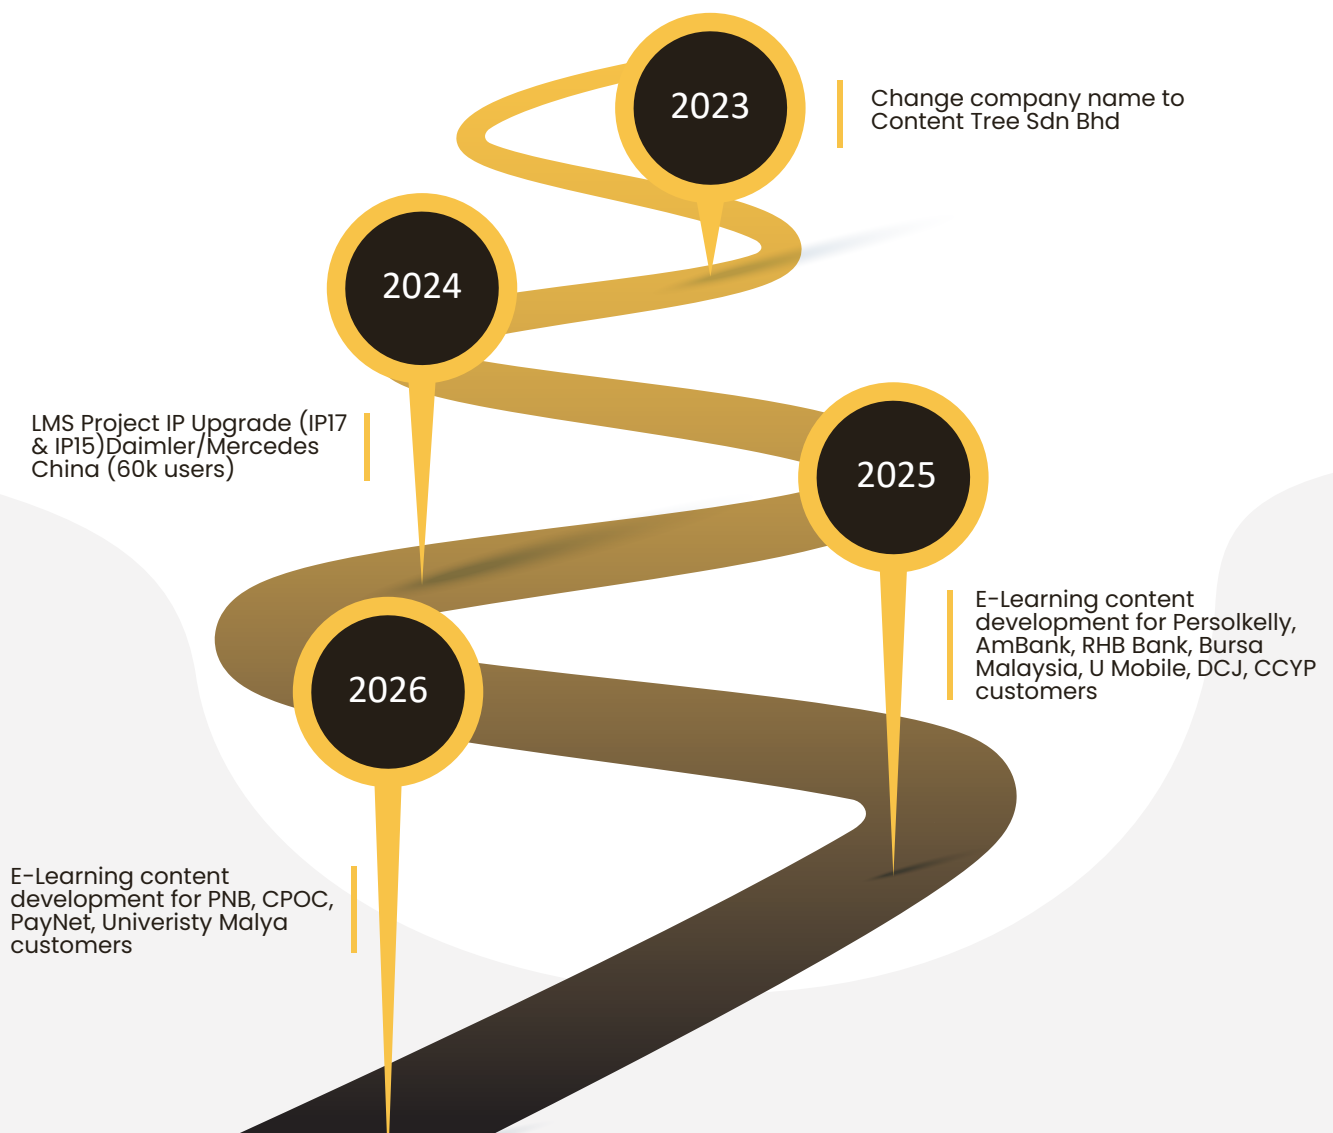 2023
Change company name to
Content Tree Sdn Bhd
2024
LMS Project IP Upgrade (IP17
& IP15)Daimler/Mercedes
China (60k users)
2025
E-Learning content
development for Persolkelly,
AmBank, RHB Bank, Bursa
Malaysia, U Mobile, DCJ, CCYP
customers
2026
E-Learning content
development for PNB, CPOC,
PayNet, Univeristy Malya
customers